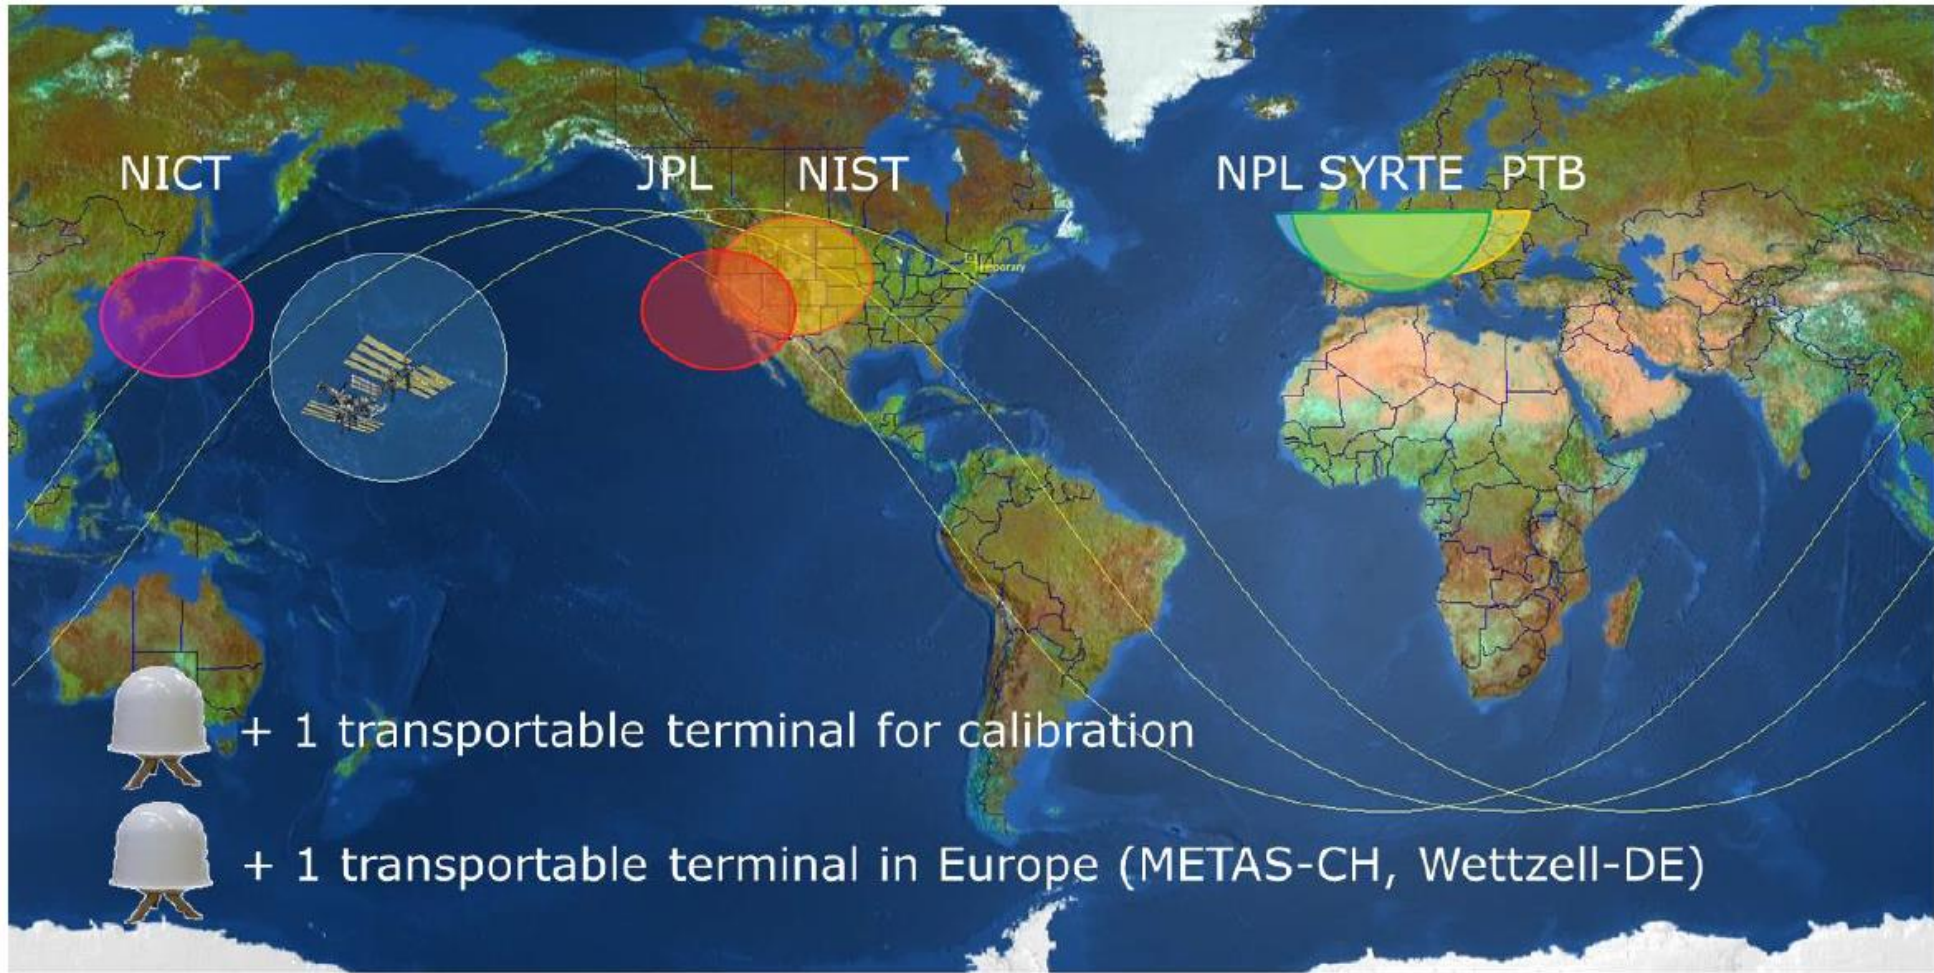 NICT JPL NIST NPL SYRTE PTB
+ 1 transportable terminal for calibration
+ 1 transportable terminal in Europe (METAS-CH, Wettzell-DE)